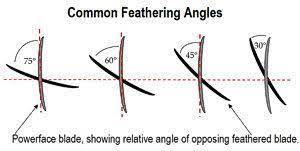 Common Feathering Angles
75° 60° 45° 30°
Powerface blade, showing relative angle of opposing feathered blade.